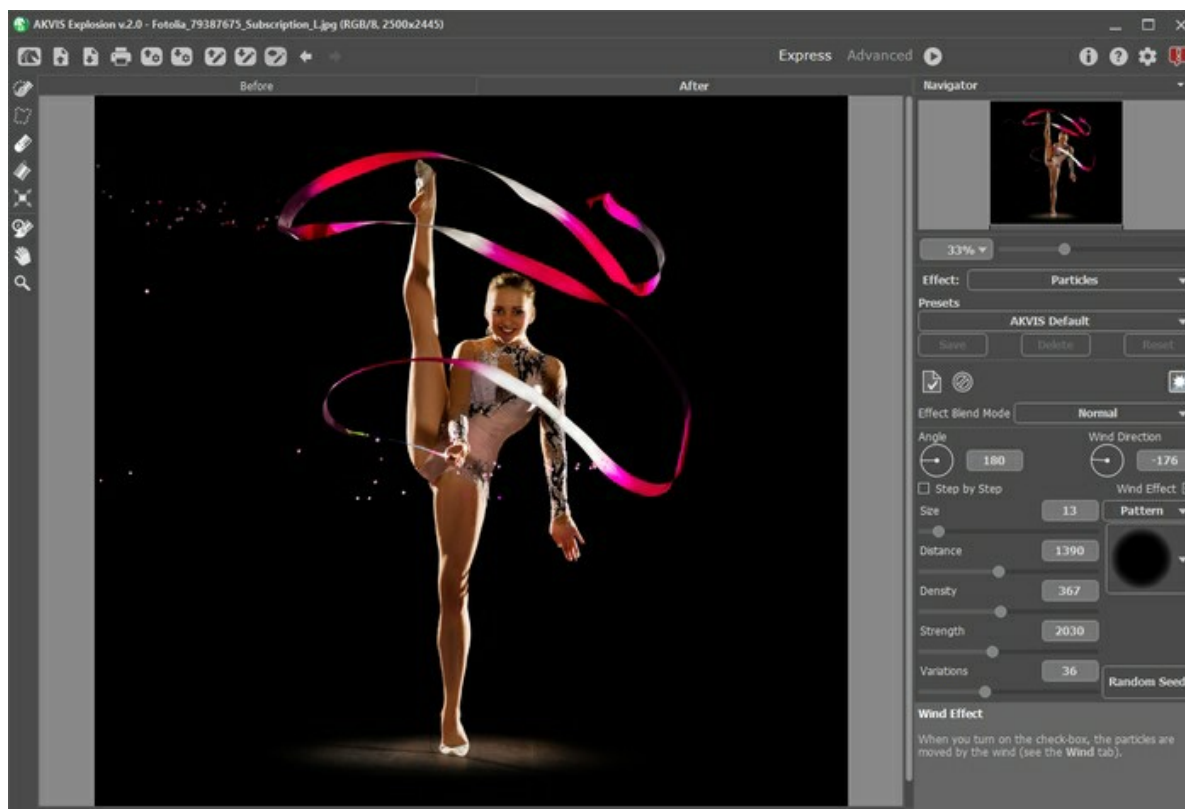 AKVIS Explosion v.2.0 - Fotolia_79387675_Subscription_L.jpg (RGB/8, 2500x2445)
Express Advanced
Before After
Navigator
33%
Effect: Particles
Presets
AKVIS Default
Save Delete Reset
Effect Blend Mode Normal
Angle Wind Direction
180 -176
Step by Step Wind Effect
Size 13 Pattern
Distance 1390
Density 367
Strength 2030
Variations 36
Random Seed
Wind Effect
When you turn on the check-box, the particles are
moved by the wind (see the Wind tab).